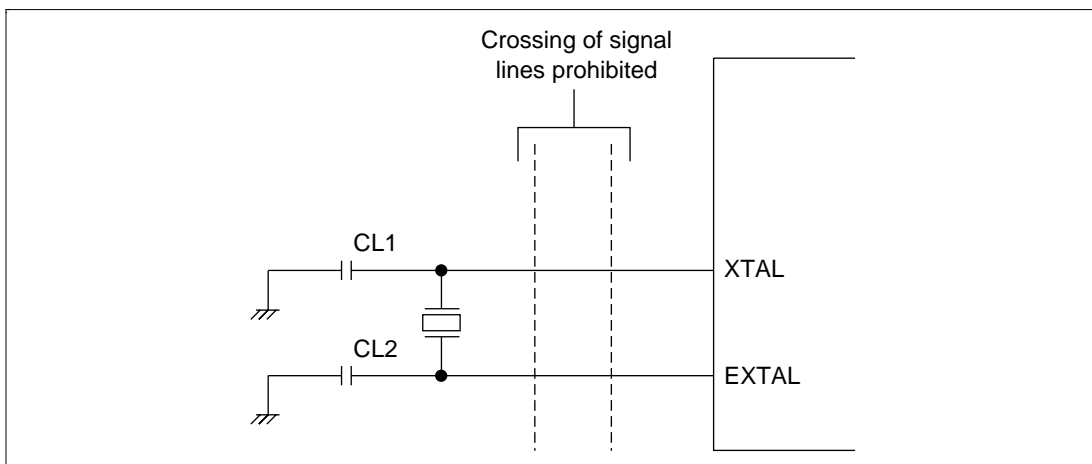 Crossing of signal
lines prohibited
CL1
XTAL
CL2
EXTAL